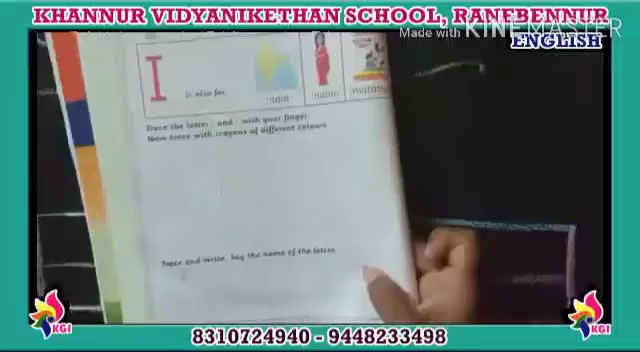 KHANNUR VIDYANIKETHAN SCHOOL, RANEBENNUR
Made with KINEMASTER
ENGLISH
I
is also for
India
Indian
Invitation
Trace the letter I and with your finger
Now trace with crayons of different colours
Trace and write. Say the name of the letter
KGI
KGI
8310724940 - 9448233498